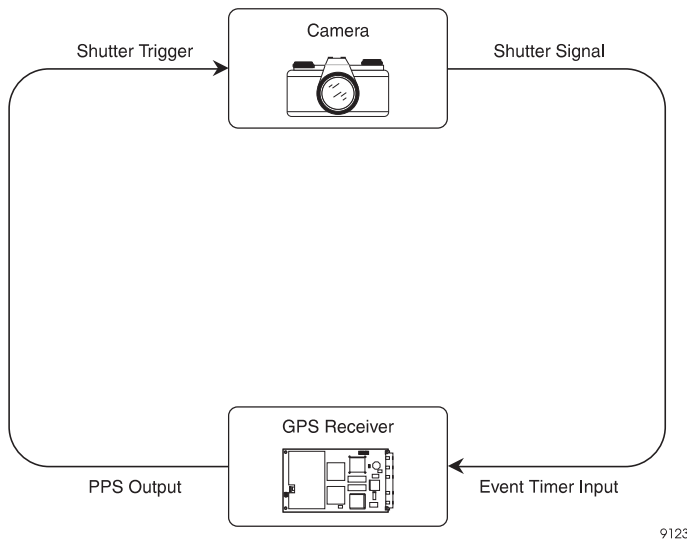 Camera
Shutter Trigger
Shutter Signal
GPS Receiver
PPS Output
Event Timer Input
9123